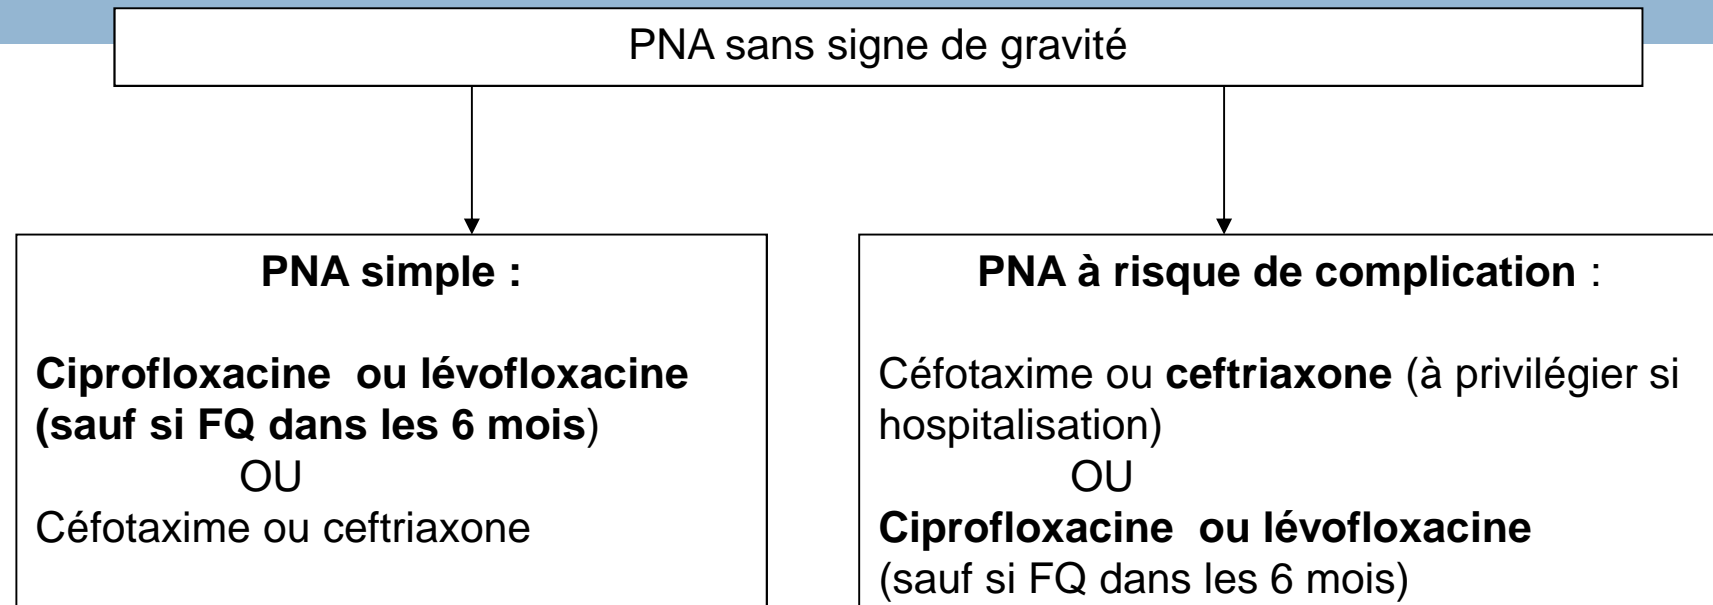 PNA sans signe de gravité
PNA simple :
Ciprofloxacine ou lévofloxacine
(sauf si FQ dans les 6 mois)
OU
Céfotaxime ou ceftriaxone
PNA à risque de complication :
Céfotaxime ou ceftriaxone (à privilégier si
hospitalisation)
OU
Ciprofloxacine ou lévofloxacine
(sauf si FQ dans les 6 mois)